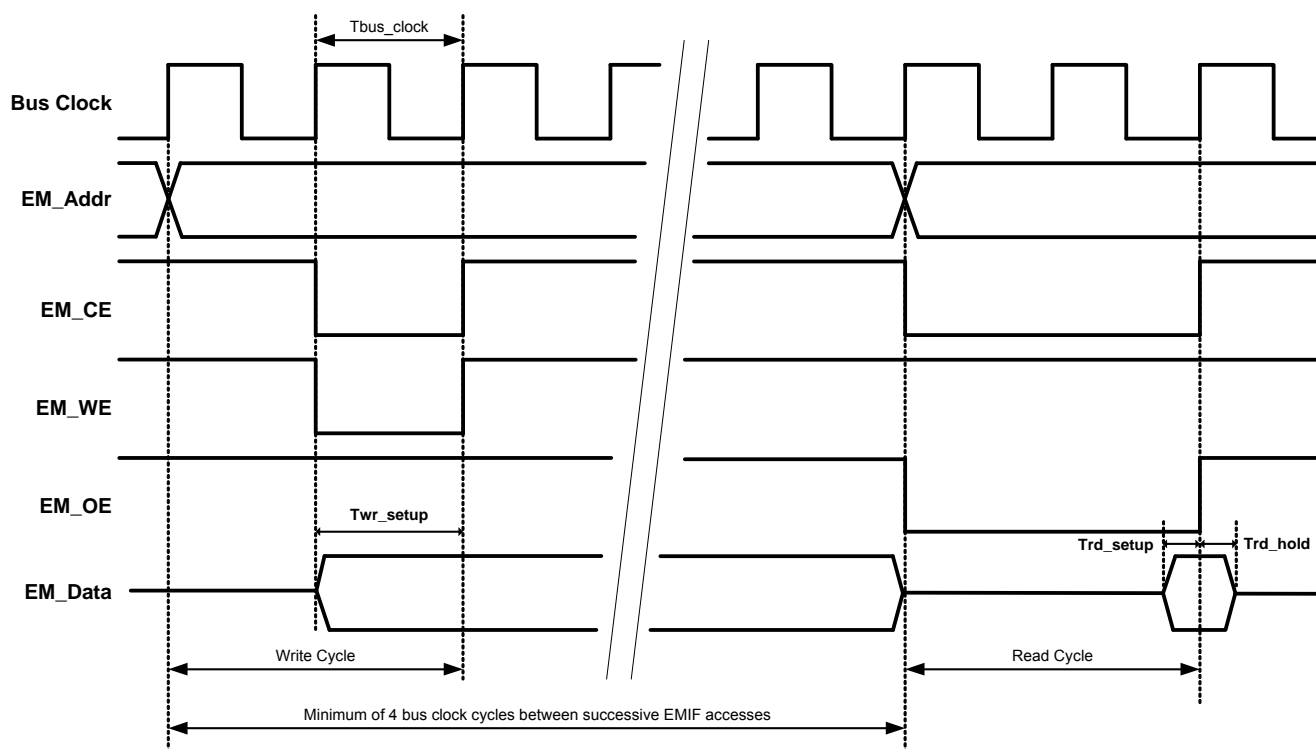 Tbus_clock
Bus Clock
EM_Addr
EM_CE
EM_WE
EM_OE
Twr_setup
Trd_setup
Trd_hold
EM_Data
Write Cycle
Read Cycle
Minimum of 4 bus clock cycles between successive EMIF accesses